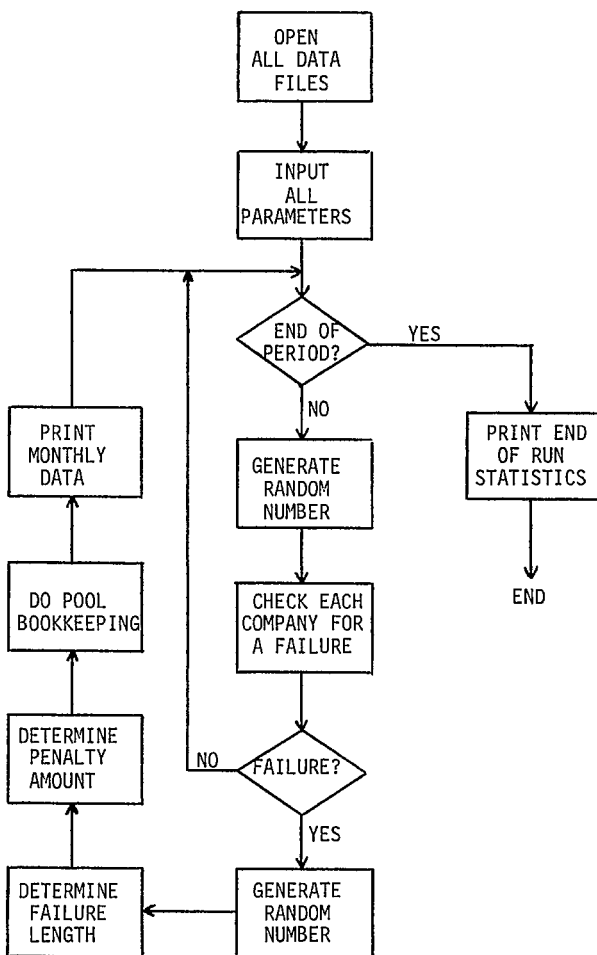 OPEN
ALL DATA
FILES
INPUT
ALL
PARAMETERS
END OF
PERIOD?
YES
NO
PRINT END
OF RUN
STATISTICS
END
GENERATE
RANDOM
NUMBER
CHECK EACH
COMPANY FOR
A FAILURE
FAILURE?
NO
YES
GENERATE
RANDOM
NUMBER
DETERMINE
FAILURE
LENGTH
DETERMINE
PENALTY
AMOUNT
DO POOL
BOOKKEEPING
PRINT
MONTHLY
DATA